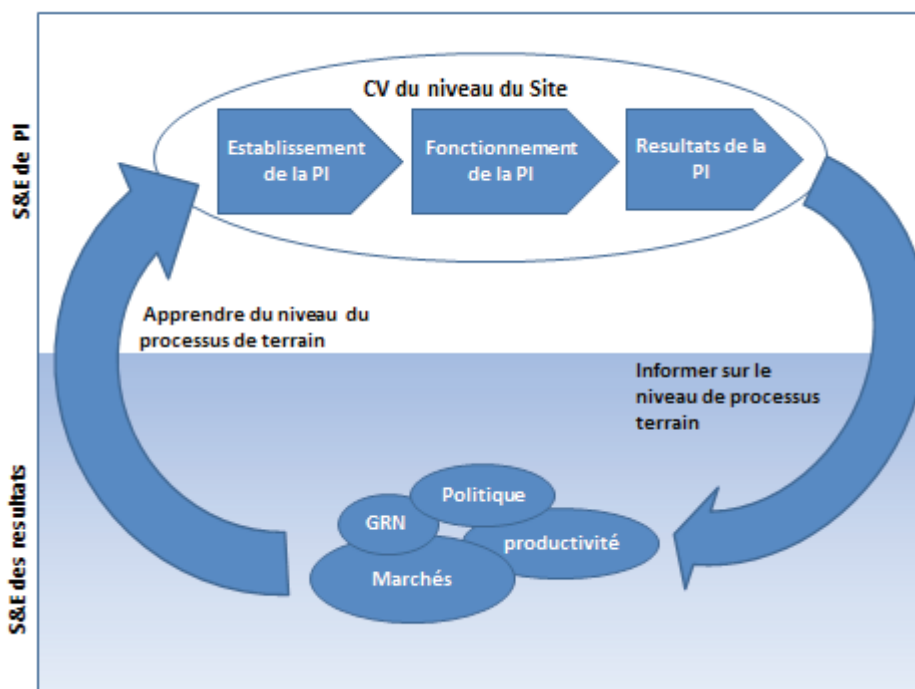 CV du niveau du Site
Establissement
de la PI
Fonctionnement
de la PI
Resultats de la
PI
S&E de PI
Apprendre du niveau du
processus de terrain
Informer sur le
niveau de processus
terrain
S&E des resultats
Politique
GRN
productivité
Marchés